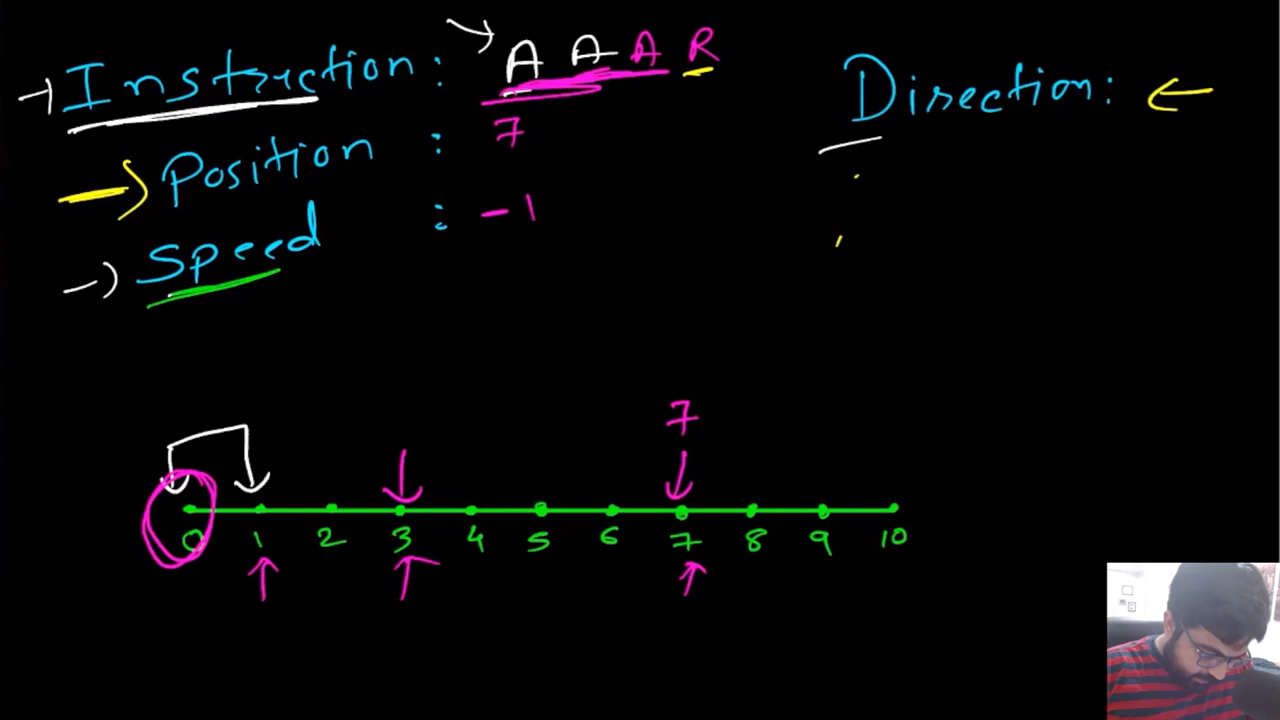 Instruction: A A A R
Direction: ←
Position : 7
Speed : -1
7
0 1 2 3 4 5 6 7 8 9 10